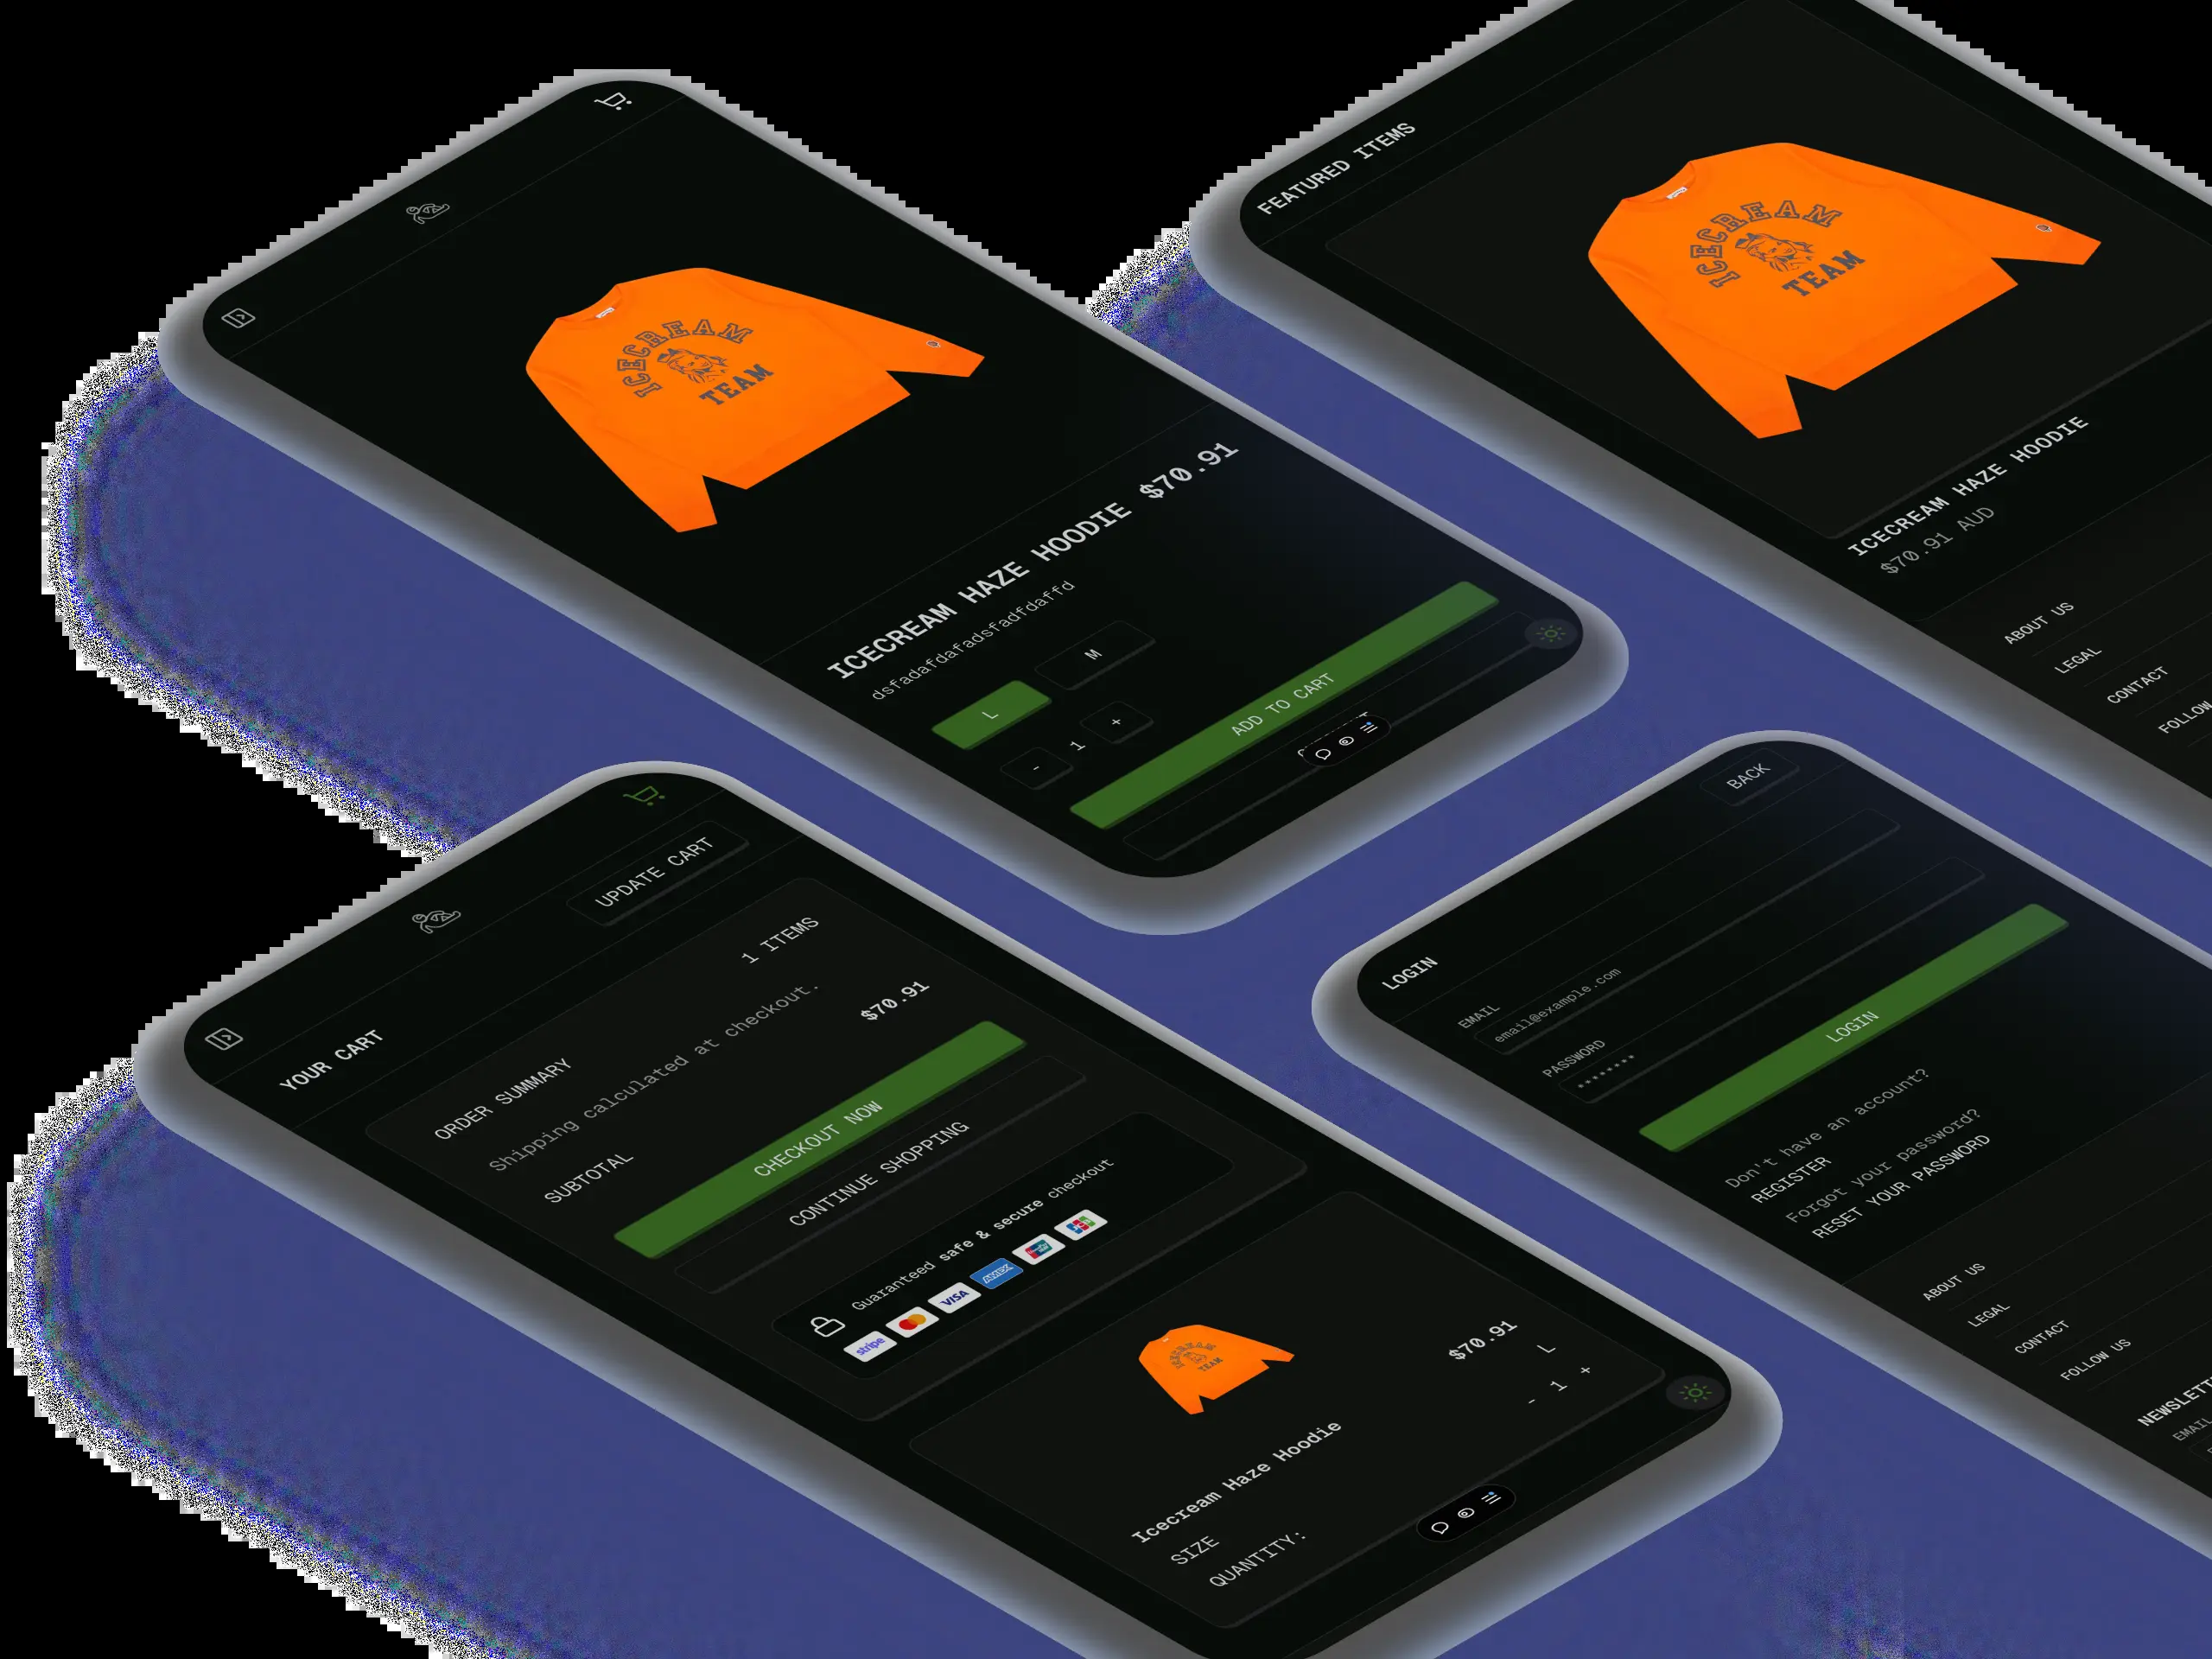 ICECREAM
TEAM
ICECREAM HAZE HOODIE $70.91
dsfadafdafadsfadfdaffd
L
M
-
1
+
ADD TO CART
FEATURED ITEMS
ICECREAM
TEAM
ICECREAM HAZE HOODIE
$70.91 AUD
ABOUT US
LEGAL
CONTACT
FOLLOW
YOUR CART
UPDATE CART
ORDER SUMMARY
1 ITEMS
Shipping calculated at checkout.
SUBTOTAL
$70.91
CHECKOUT NOW
CONTINUE SHOPPING
Guaranteed safe & secure checkout
stripe
VISA
AMEX
JCB
TEAM
Icecream Haze Hoodie
$70.91
SIZE
L
QUANTITY:
- 1 +
LOGIN
BACK
EMAIL
email@example.com
PASSWORD
LOGIN
Don't have an account?
REGISTER
Forgot your password?
RESET YOUR PASSWORD
ABOUT US
LEGAL
CONTACT
FOLLOW US
NEWSLETT
EMAIL